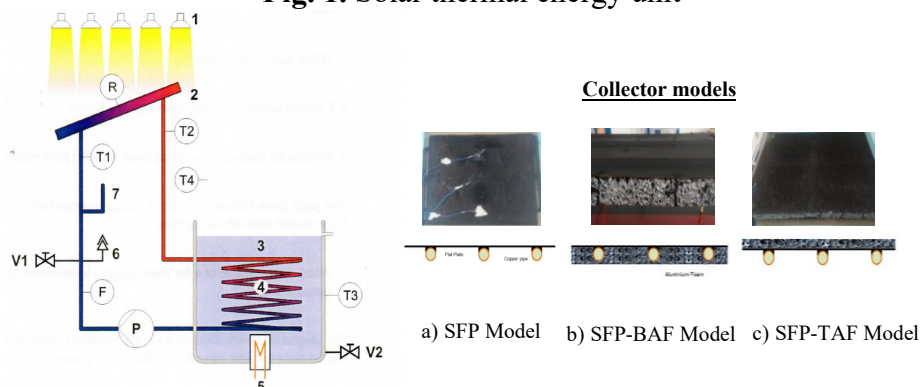 Fig. 1. Solar thermal energy unit
1
R
2
T1
T2
T4
7
V1
6
F
P
3
4
T3
V2
5
Collector models
Flat Plate
Copper pipe
Aluminium Foam
a) SFP Model
b) SFP-BAF Model
c) SFP-TAF Model